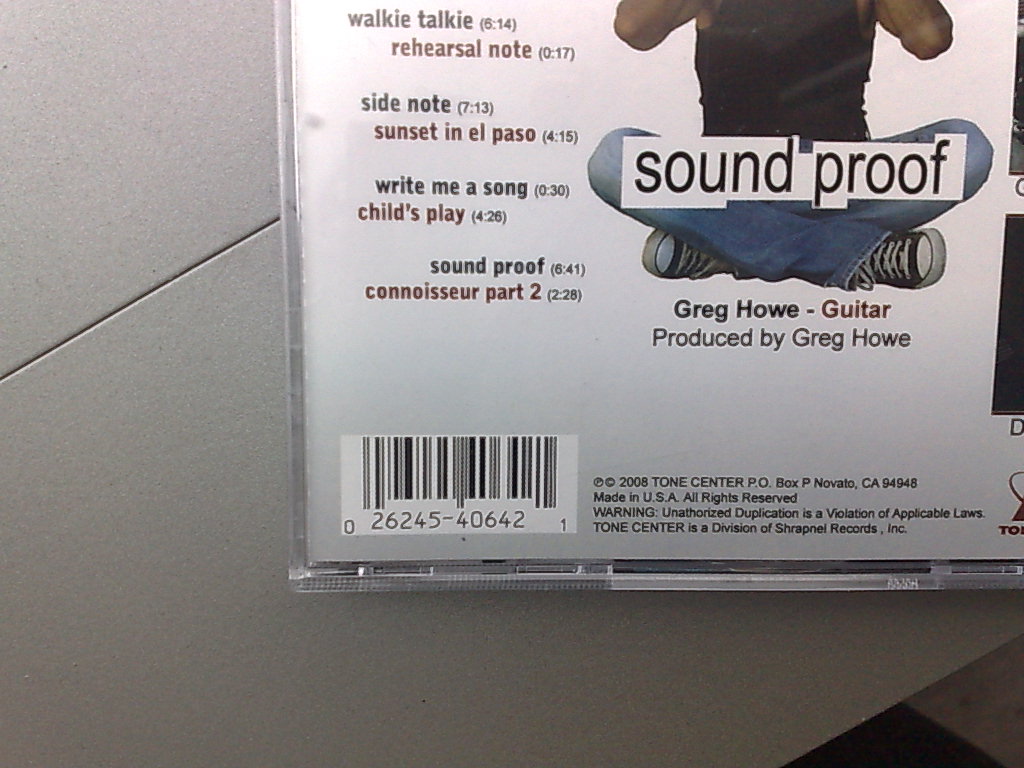 walkie talkie (6:14)
rehearsal note (0:17)
side note (7:13)
sunset in el paso (4:15)
write me a song (0:30)
child's play (4:26)
sound proof (6:41)
connoisseur part 2 (2:28)
sound proof
Greg Howe - Guitar
Produced by Greg Howe
0 26245-40642 1
℗© 2008 TONE CENTER P.O. Box P Novato, CA 94948
Made in U.S.A. All Rights Reserved
WARNING: Unathorized Duplication is a Violation of Applicable Laws.
TONE CENTER is a Division of Shrapnel Records , Inc.